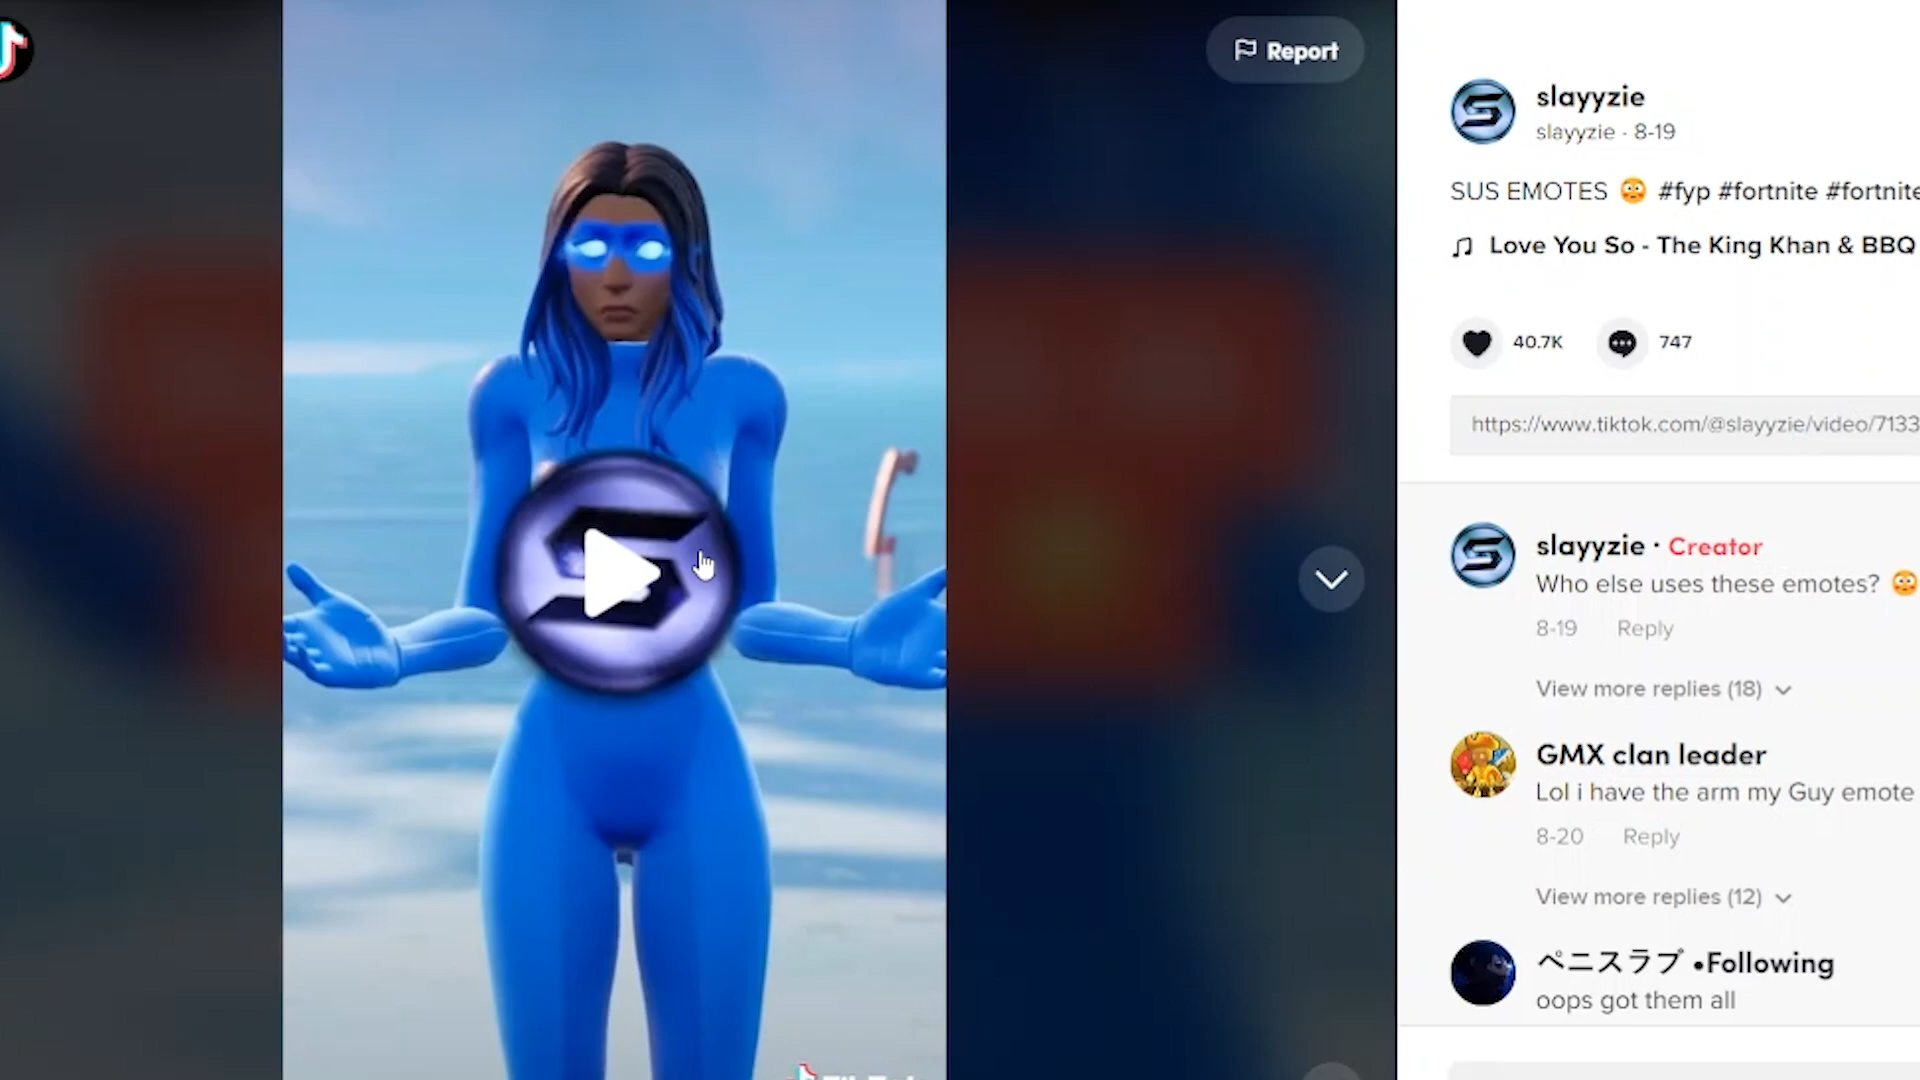 Report
slayyzie
slayyzie · 8-19
SUS EMOTES 😳 #fyp #fortnite #fortnite
Love You So - The King Khan & BBQ
40.7K
747
https://www.tiktok.com/@slayyzie/video/7133
slayyzie · Creator
Who else uses these emotes? 😳
8-19 Reply
View more replies (18)
GMX clan leader
Lol i have the arm my Guy emote
8-20 Reply
View more replies (12)
ペニスラブ •Following
oops got them all